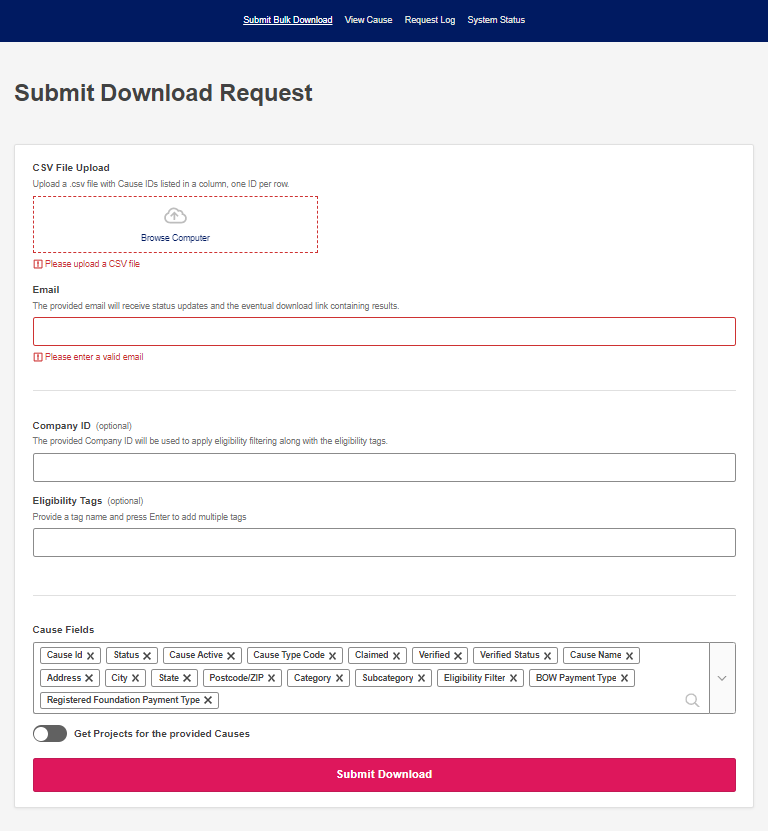 Submit Bulk Download View Cause Request Log System Status
Submit Download Request
CSV File Upload
Upload a .csv file with Cause IDs listed in a column, one ID per row.
Browse Computer
Please upload a CSV file
Email
The provided email will receive status updates and the eventual download link containing results.
Please enter a valid email
Company ID (optional)
The provided Company ID will be used to apply eligibility filtering along with the eligibility tags.
Eligibility Tags (optional)
Provide a tag name and press Enter to add multiple tags
Cause Fields
Cause Id Status Cause Active Cause Type Code Claimed Verified Verified Status Cause Name
Address City State Postcode/ZIP Category Subcategory Eligibility Filter BOW Payment Type
Registered Foundation Payment Type
Get Projects for the provided Causes
Submit Download